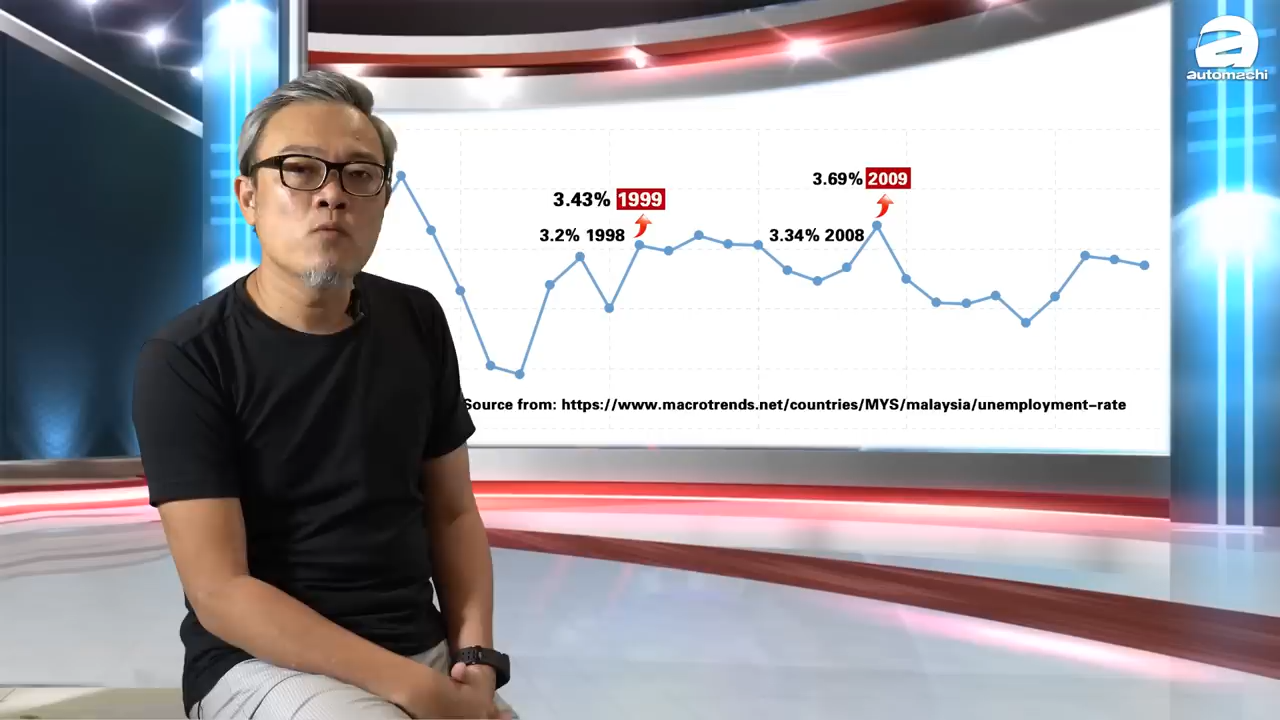 automachi
3.69% 2009
3.43% 1999
3.2% 1998
3.34% 2008
Source from: https://www.macrotrends.net/countries/MYS/malaysia/unemployment-rate